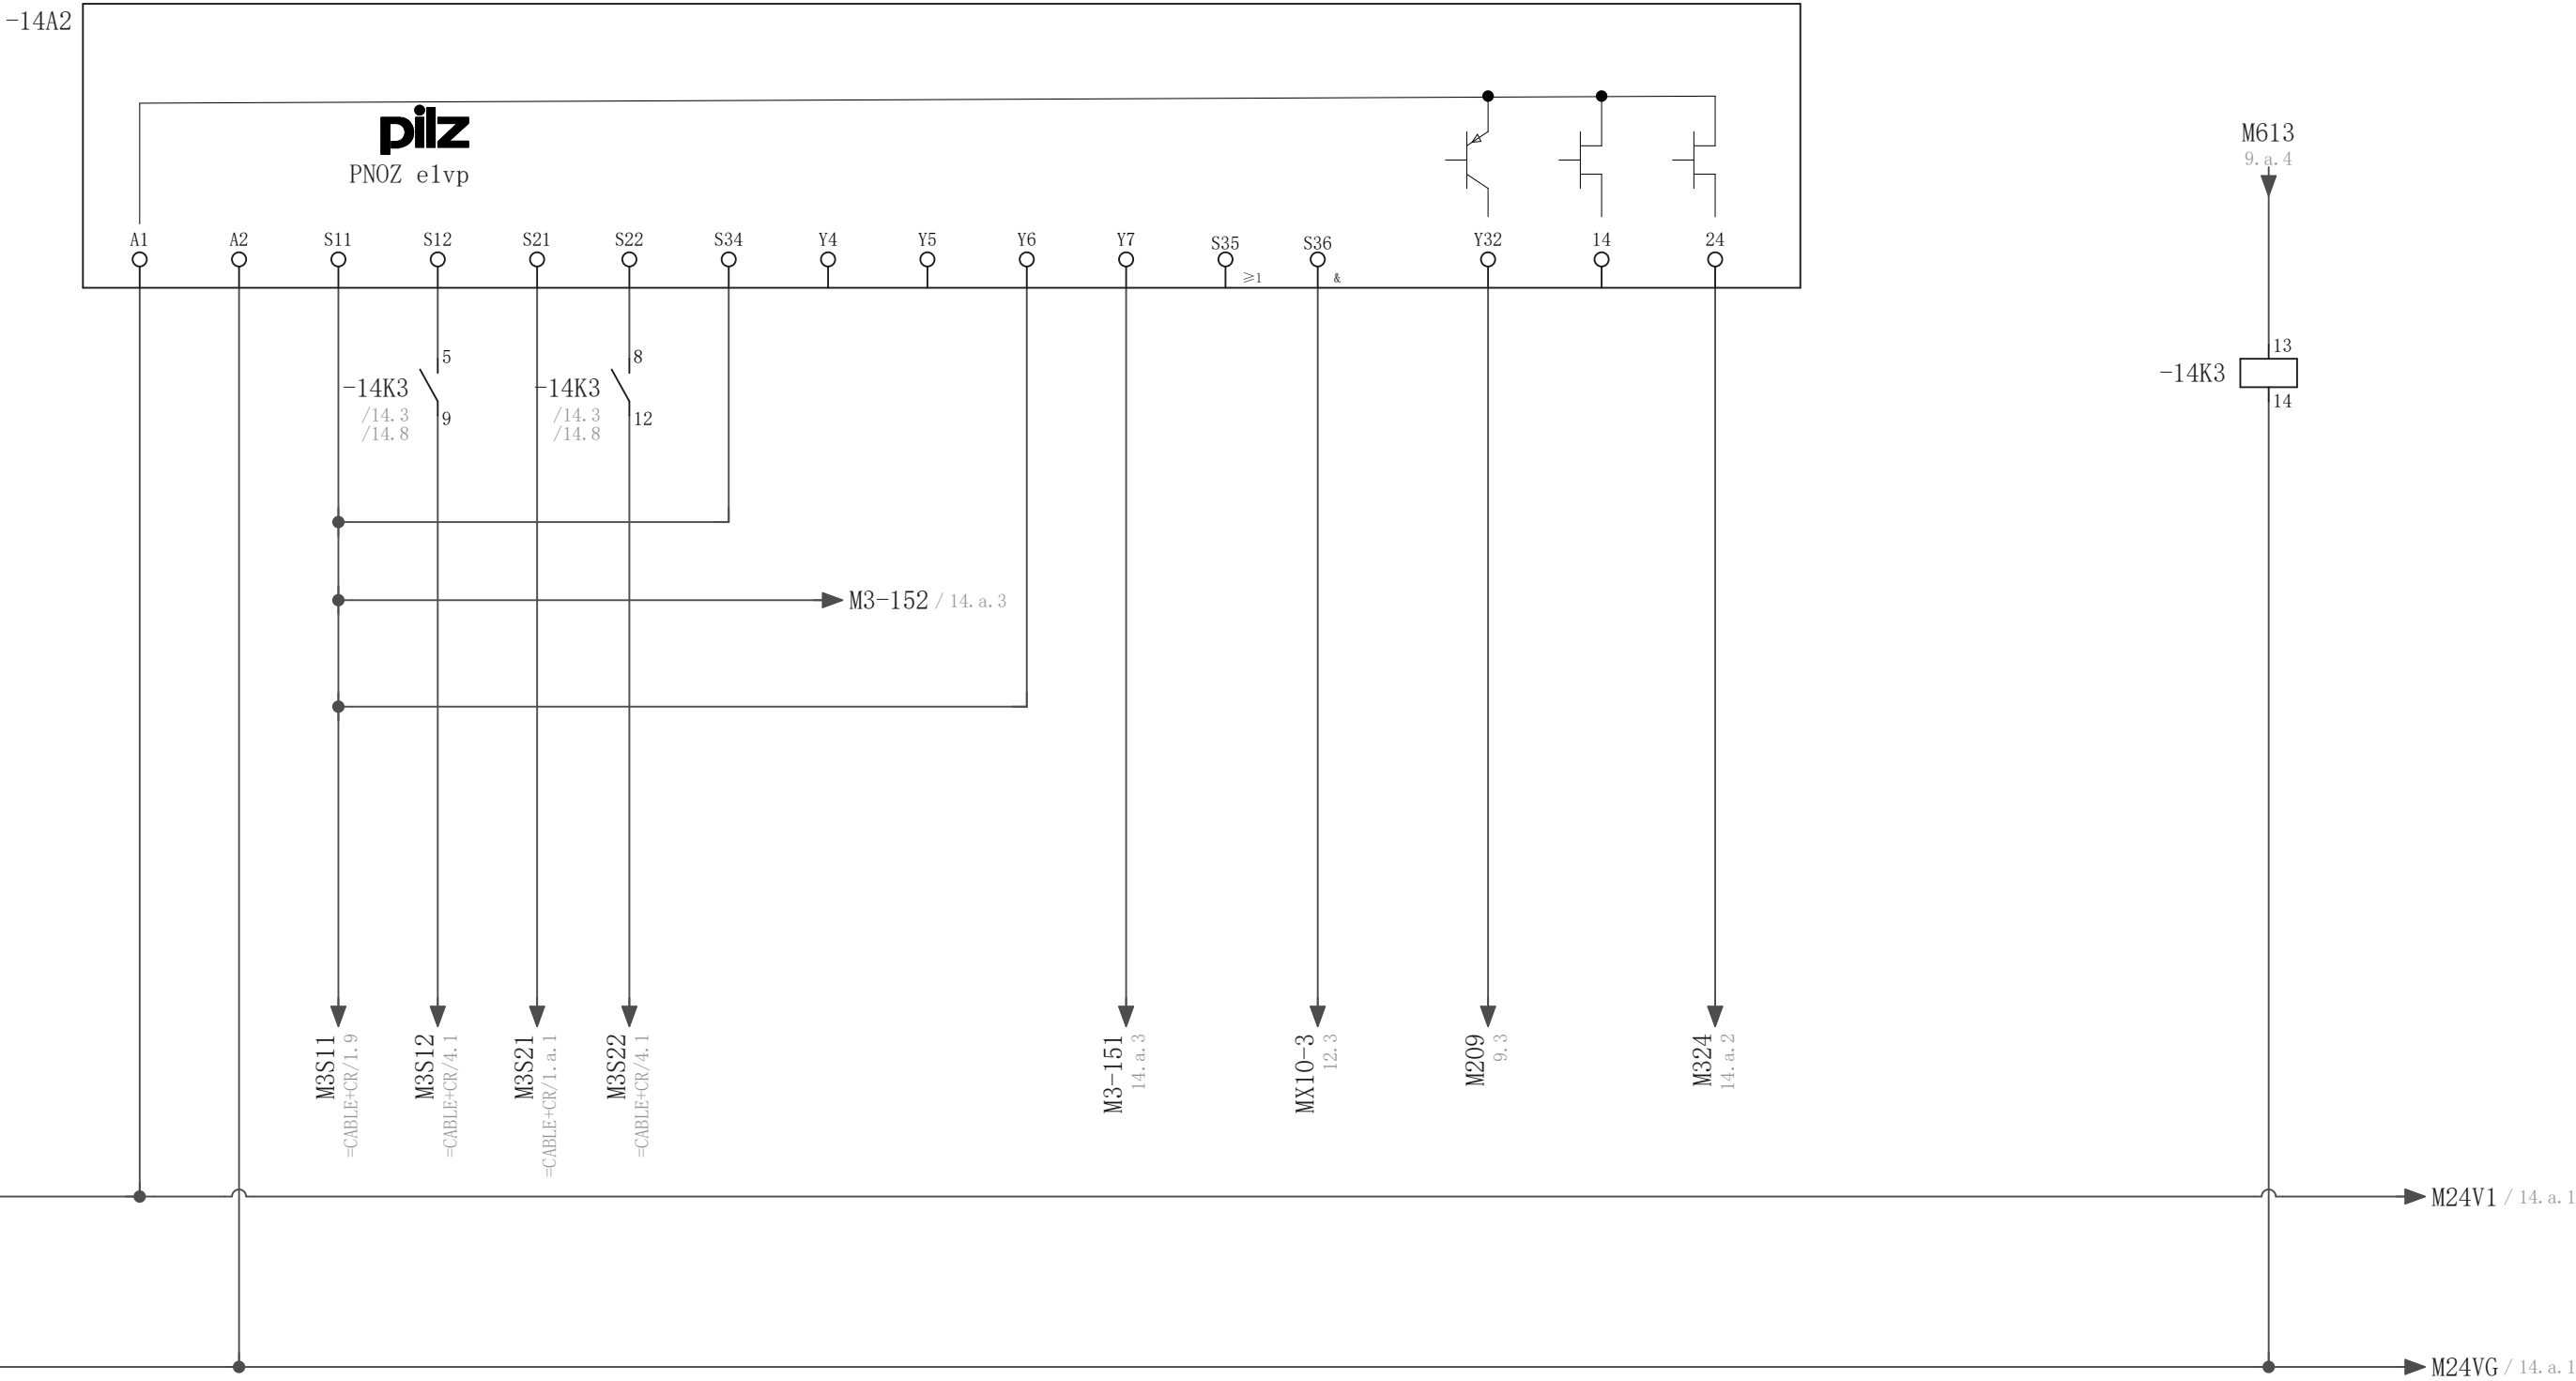 -14A2
pilz
PNOZ e1vp
A1 A2 S11 S12 S21 S22 S34 Y4 Y5 Y6 Y7 S35 S36 Y32 14 24
≥1 &
M613
9.a.4
13
-14K3
14
5
-14K3
/14.3
/14.8
9
8
-14K3
/14.3
/14.8
12
M3-152 / 14.a.3
M3S11
=CABLE+CR/1.9
M3S12
=CABLE+CR/4.1
M3S21
=CABLE+CR/1.a.1
M3S22
=CABLE+CR/4.1
M3-151
14.a.3
MX10-3
12.3
M209
9.3
M324
14.a.2
M24V1 / 14.a.1
M24VG / 14.a.1